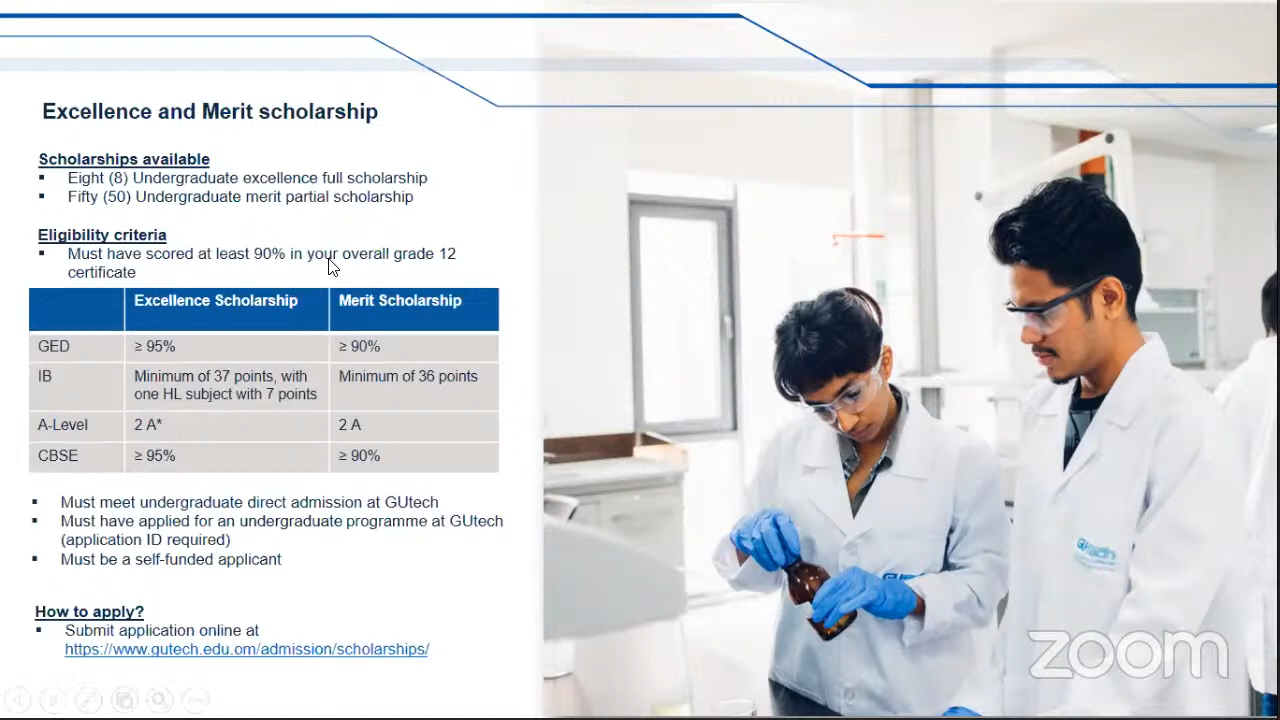 Excellence and Merit scholarship
Scholarships available
▪ Eight (8) Undergraduate excellence full scholarship
▪ Fifty (50) Undergraduate merit partial scholarship
Eligibility criteria
▪ Must have scored at least 90% in your overall grade 12
certificate
Excellence Scholarship Merit Scholarship
GED ≥ 95% ≥ 90%
IB Minimum of 37 points, with Minimum of 36 points
one HL subject with 7 points
A-Level 2 A* 2 A
CBSE ≥ 95% ≥ 90%
▪ Must meet undergraduate direct admission at GUtech
▪ Must have applied for an undergraduate programme at GUtech
(application ID required)
▪ Must be a self-funded applicant
How to apply?
▪ Submit application online at
https://www.gutech.edu.om/admission/scholarships/
GUtech
zoom